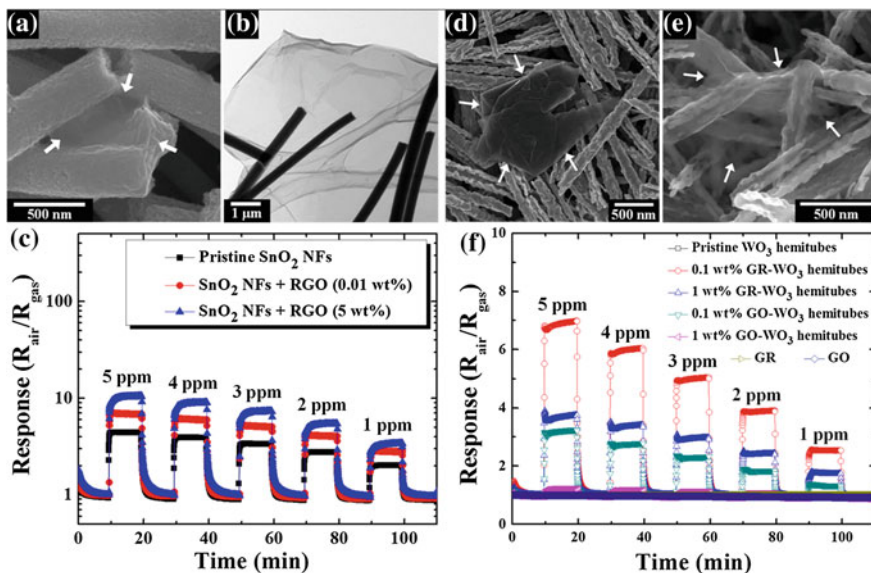 (a)
500 nm
(b)
1 μm
(d)
500 nm
(e)
500 nm
(c)
Response (R_air/R_gas)
100
10
1
Pristine SnO₂ NFs
SnO₂ NFs + RGO (0.01 wt%)
SnO₂ NFs + RGO (5 wt%)
5 ppm
4 ppm
3 ppm
2 ppm
1 ppm
0 20 40 60 80 100
Time (min)
(f)
Response (R_air/R_gas)
10
8
6
4
2
0
Pristine WO₃ hemitubes
0.1 wt% GR-WO₃ hemitubes
1 wt% GR-WO₃ hemitubes
0.1 wt% GO-WO₃ hemitubes
1 wt% GO-WO₃ hemitubes
GR GO
5 ppm
4 ppm
3 ppm
2 ppm
1 ppm
0 20 40 60 80 100
Time (min)